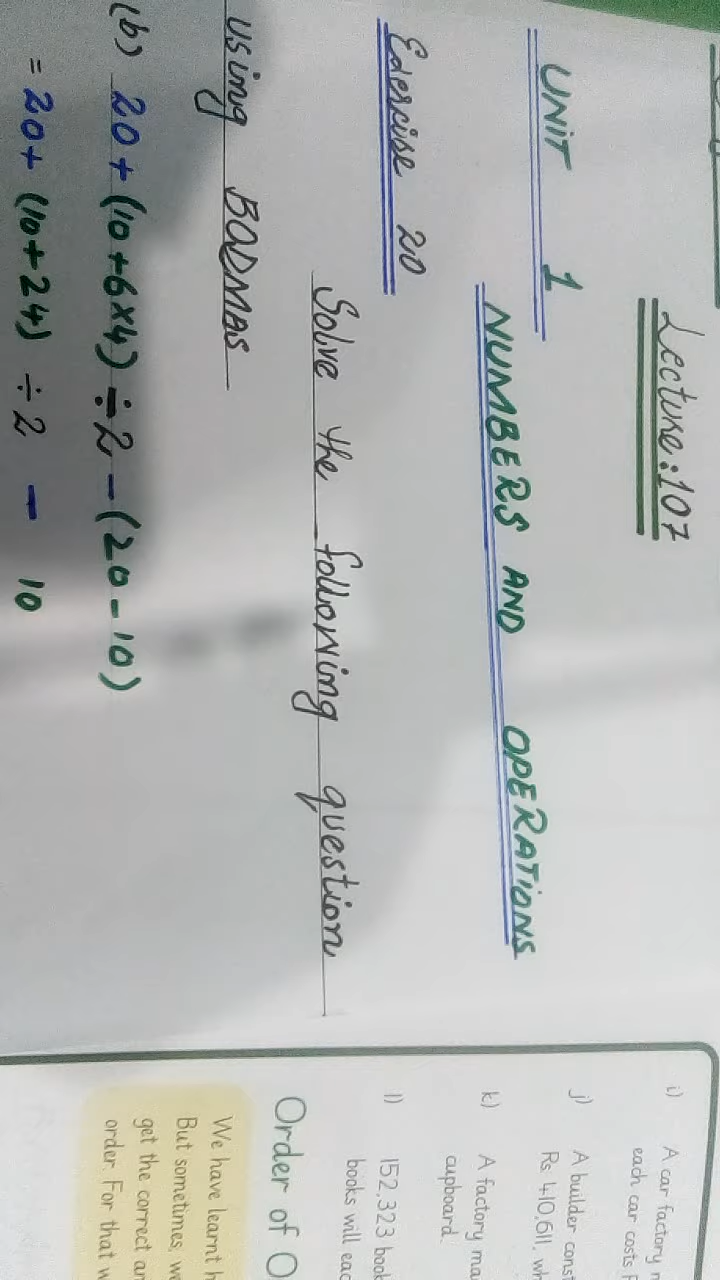 Lecture:107
UNIT 1
NUMBERS AND OPERATIONS
Exercise 20
Solve the following question
using BODMAS
(b) 20 + (10 + 6 × 4) ÷ 2 - (20 - 10)
= 20 + (10 + 24) ÷ 2 - 10
i) A car factory
each car costs
j) A builder cons
Rs. 410,611, wh
k) A factory ma
cupboard.
l) 152,323 book
books will eac
Order of O
We have learnt h
But sometimes, we
get the correct an
order. For that w